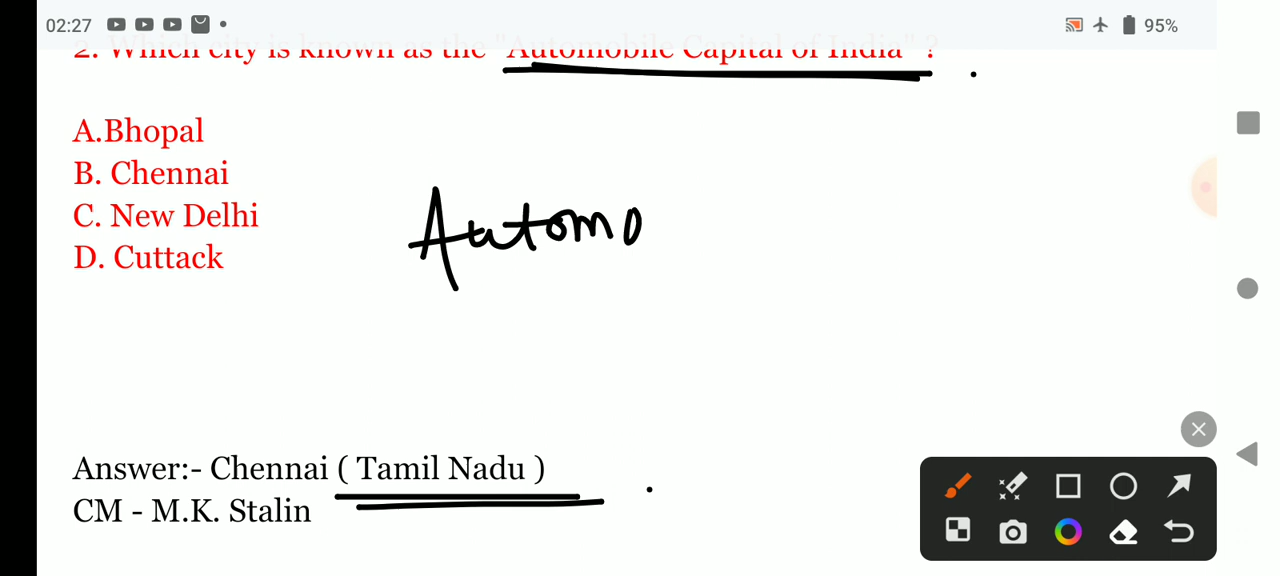 02:27
95%
2. Which city is known as the "Automobile Capital of India" ?
A.Bhopal
B. Chennai
C. New Delhi
D. Cuttack
Automo
Answer:- Chennai ( Tamil Nadu )
CM - M.K. Stalin